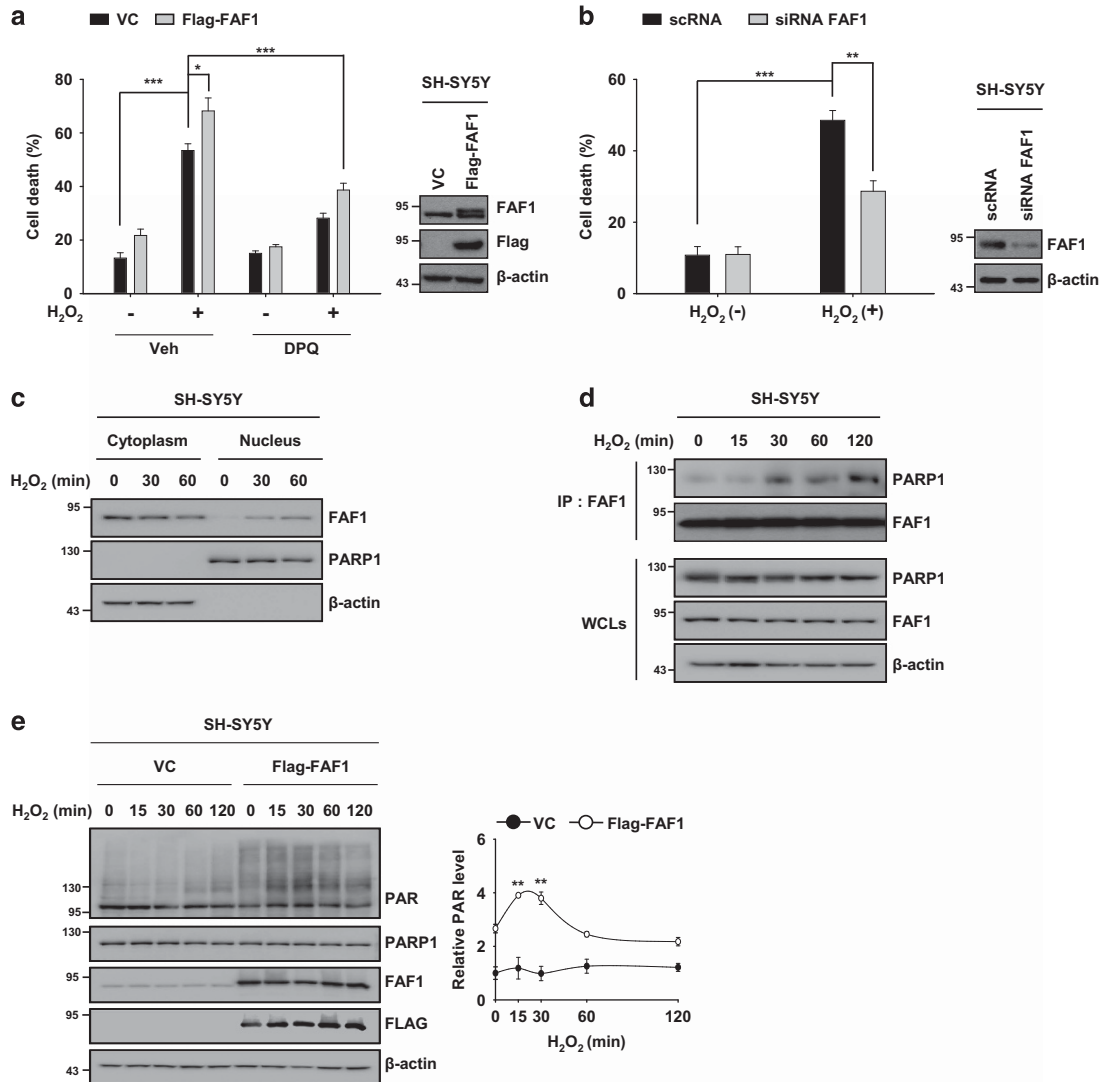 a
VC Flag-FAF1
***
*** *
Cell death (%)
80
60
40
20
0
H₂O₂ - + - +
Veh DPQ
SH-SY5Y
VC Flag-FAF1
95 FAF1
95 Flag
43 β-actin
b
scRNA siRNA FAF1
**
***
Cell death (%)
60
40
20
0
H₂O₂ (-) H₂O₂ (+)
SH-SY5Y
scRNA siRNA FAF1
95 FAF1
43 β-actin
c
SH-SY5Y
Cytoplasm Nucleus
H₂O₂ (min) 0 30 60 0 30 60
95 FAF1
130 PARP1
43 β-actin
d
SH-SY5Y
H₂O₂ (min) 0 15 30 60 120
IP : FAF1
130 PARP1
95 FAF1
WCLs
130 PARP1
95 FAF1
43 β-actin
e
SH-SY5Y
VC Flag-FAF1
H₂O₂ (min) 0 15 30 60 120 0 15 30 60 120
130
95 PAR
130 PARP1
95 FAF1
95 FLAG
43 β-actin
VC Flag-FAF1
Relative PAR level
6
4
2
0
** **
0 15 30 60 120
H₂O₂ (min)